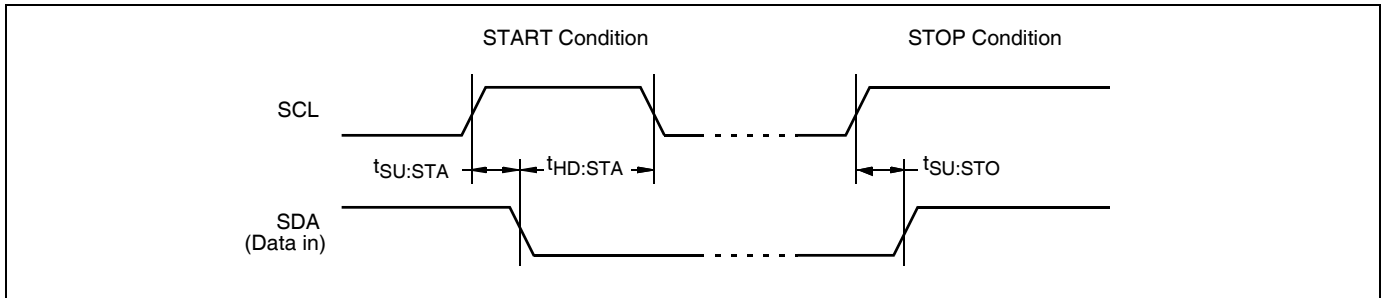 START Condition
STOP Condition
SCL
tSU:STA
tHD:STA
tSU:STO
SDA
(Data in)